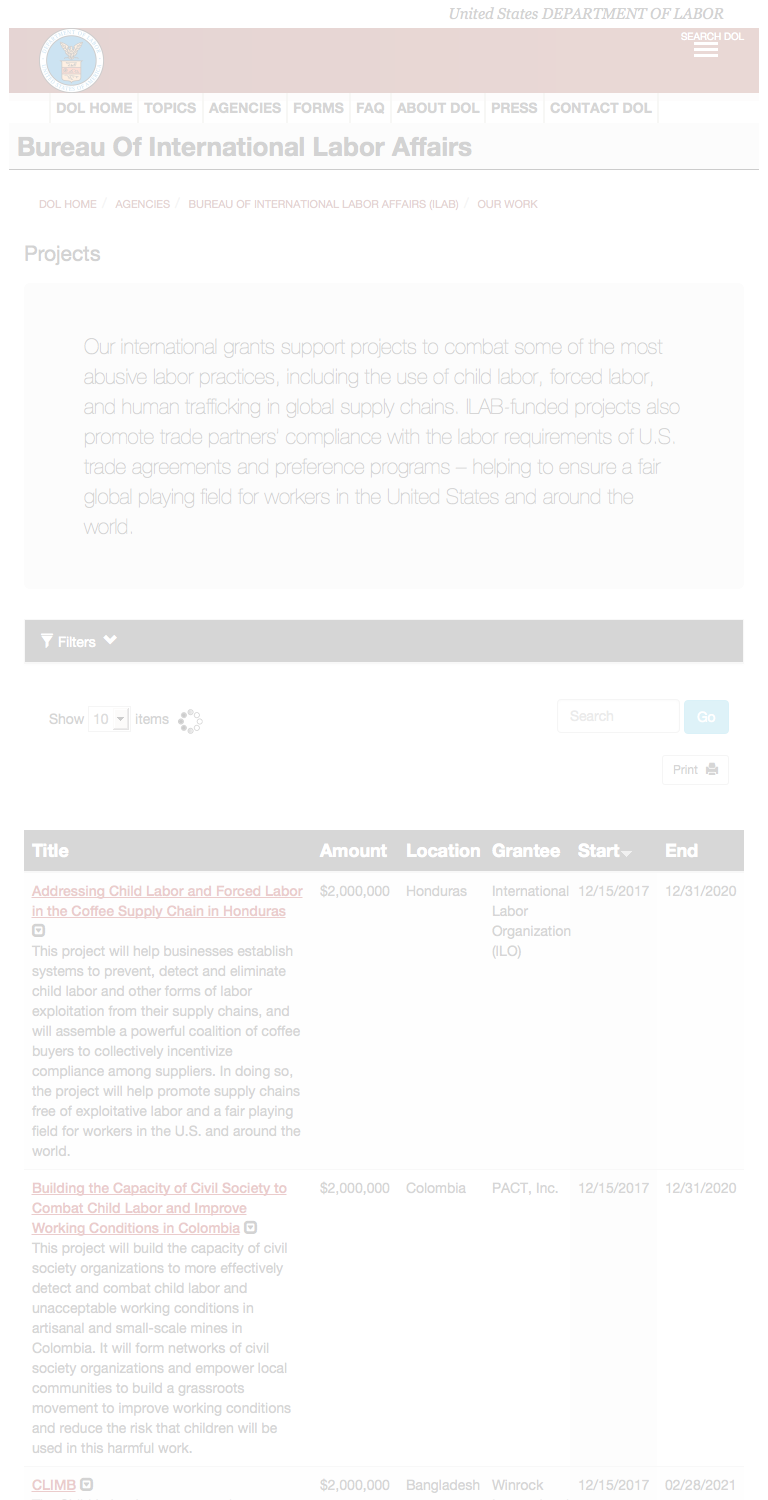 United States DEPARTMENT OF LABOR
SEARCH DOL
DOL HOME TOPICS AGENCIES FORMS FAQ ABOUT DOL PRESS CONTACT DOL
Bureau Of International Labor Affairs
DOL HOME / AGENCIES / BUREAU OF INTERNATIONAL LABOR AFFAIRS (ILAB) / OUR WORK
Projects
Our international grants support projects to combat some of the most
abusive labor practices, including the use of child labor, forced labor,
and human trafficking in global supply chains. ILAB-funded projects also
promote trade partners' compliance with the labor requirements of U.S.
trade agreements and preference programs – helping to ensure a fair
global playing field for workers in the United States and around the
world.
Filters
Show 10 items Search Go
Print
Title Amount Location Grantee Start End
Addressing Child Labor and Forced Labor $2,000,000 Honduras International 12/15/2017 12/31/2020
in the Coffee Supply Chain in Honduras Labor
Organization
This project will help businesses establish (ILO)
systems to prevent, detect and eliminate
child labor and other forms of labor
exploitation from their supply chains, and
will assemble a powerful coalition of coffee
buyers to collectively incentivize
compliance among suppliers. In doing so,
the project will help promote supply chains
free of exploitative labor and a fair playing
field for workers in the U.S. and around the
world.
Building the Capacity of Civil Society to $2,000,000 Colombia PACT, Inc. 12/15/2017 12/31/2020
Combat Child Labor and Improve
Working Conditions in Colombia
This project will build the capacity of civil
society organizations to more effectively
detect and combat child labor and
unacceptable working conditions in
artisanal and small-scale mines in
Colombia. It will form networks of civil
society organizations and empower local
communities to build a grassroots
movement to improve working conditions
and reduce the risk that children will be
used in this harmful work.
CLIMB $2,000,000 Bangladesh Winrock 12/15/2017 02/28/2021